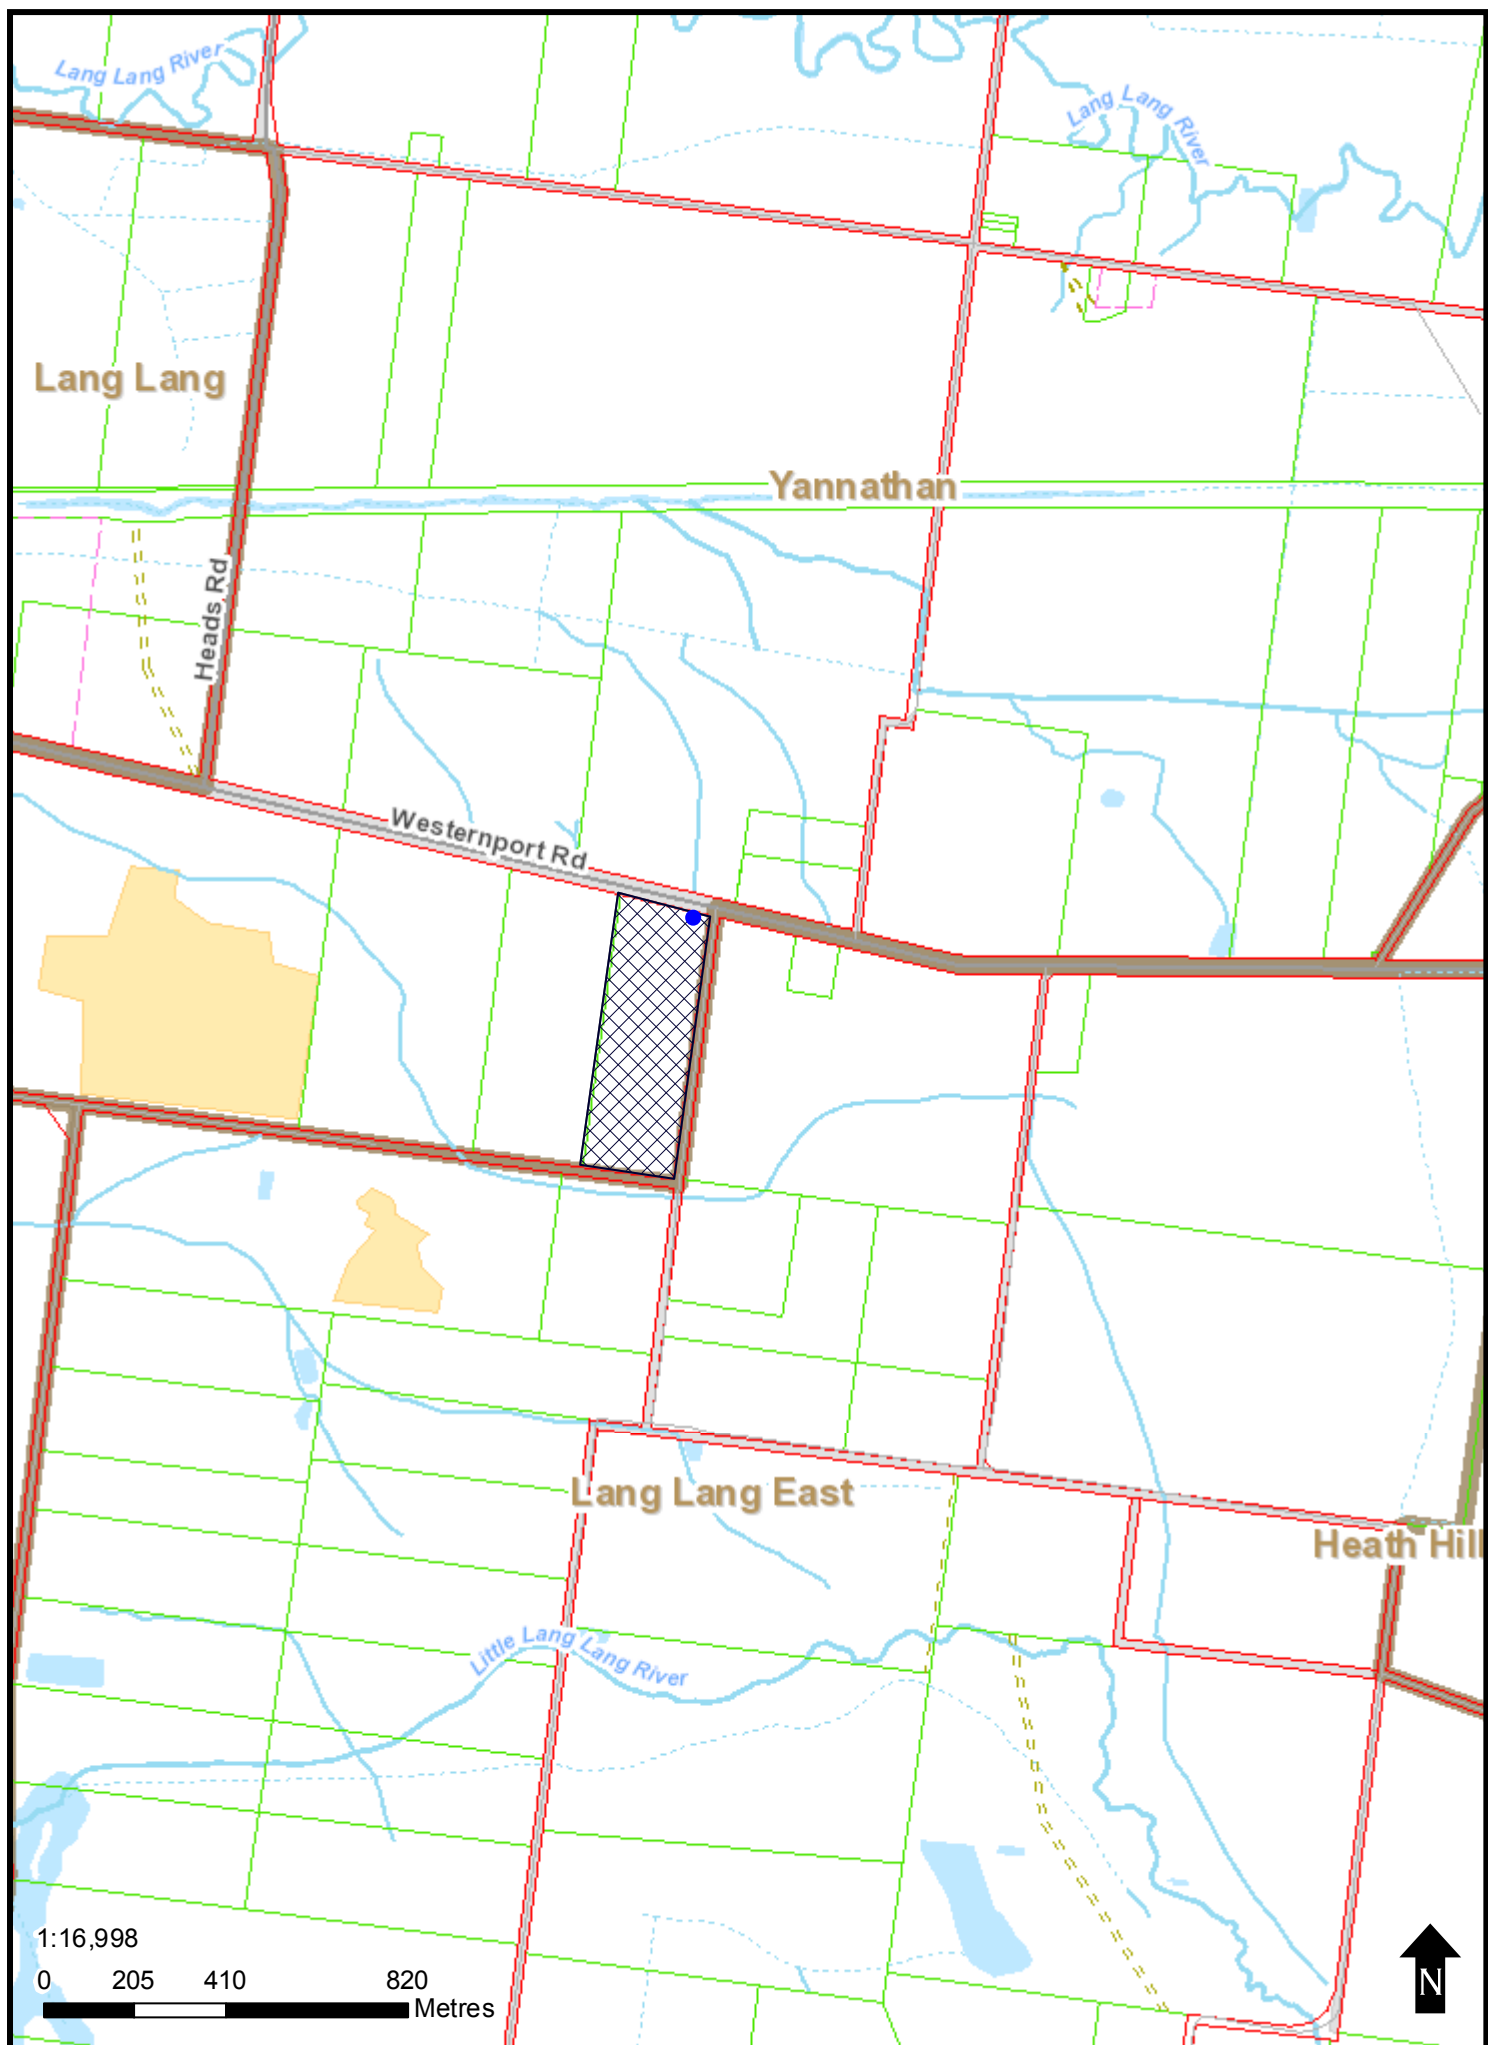 Lang Lang River
Lang Lang River
Lang Lang
Yannathan
Heads Rd
Westernport Rd
Lang Lang East
Heath Hill
Little Lang Lang River
1:16,998
0 205 410 820
Metres
N